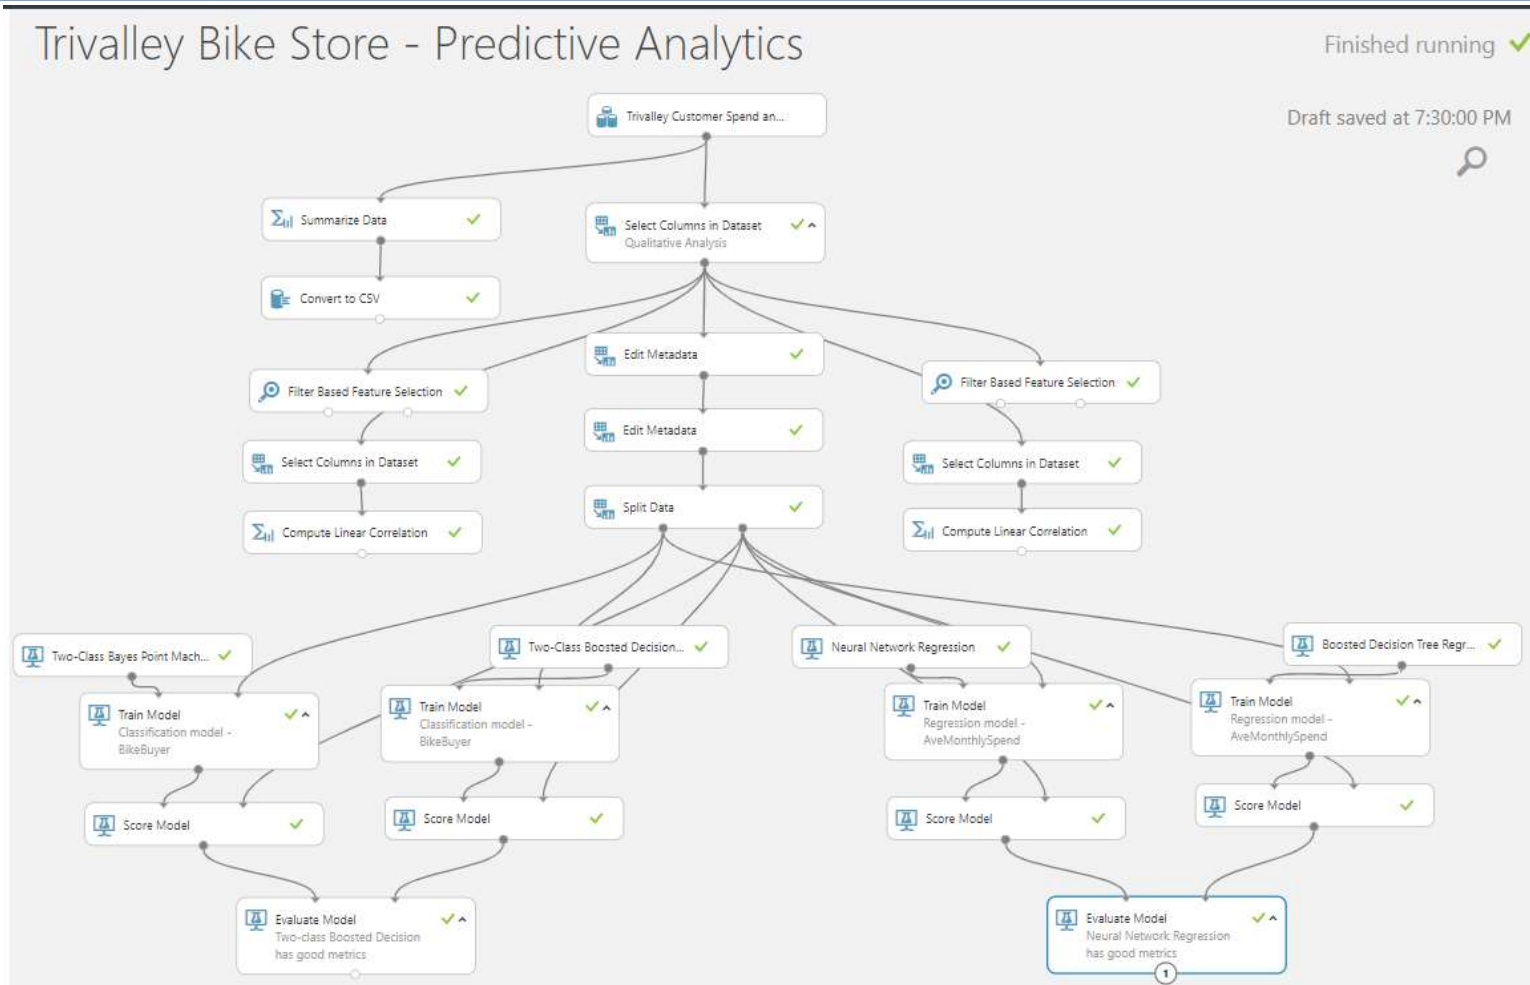 Trivalley Bike Store - Predictive Analytics
Finished running
Draft saved at 7:30:00 PM
Trivalley Customer Spend an...
Summarize Data
Select Columns in Dataset
Qualitative Analysis
Convert to CSV
Edit Metadata
Filter Based Feature Selection
Filter Based Feature Selection
Edit Metadata
Select Columns in Dataset
Select Columns in Dataset
Split Data
Compute Linear Correlation
Compute Linear Correlation
Two-Class Bayes Point Mach...
Two-Class Boosted Decision...
Neural Network Regression
Boosted Decision Tree Regr...
Train Model
Classification model -
BikeBuyer
Train Model
Classification model -
BikeBuyer
Train Model
Regression model -
AveMonthlySpend
Train Model
Regression model -
AveMonthlySpend
Score Model
Score Model
Score Model
Score Model
Evaluate Model
Two-class Boosted Decision
has good metrics
Evaluate Model
Neural Network Regression
has good metrics
1